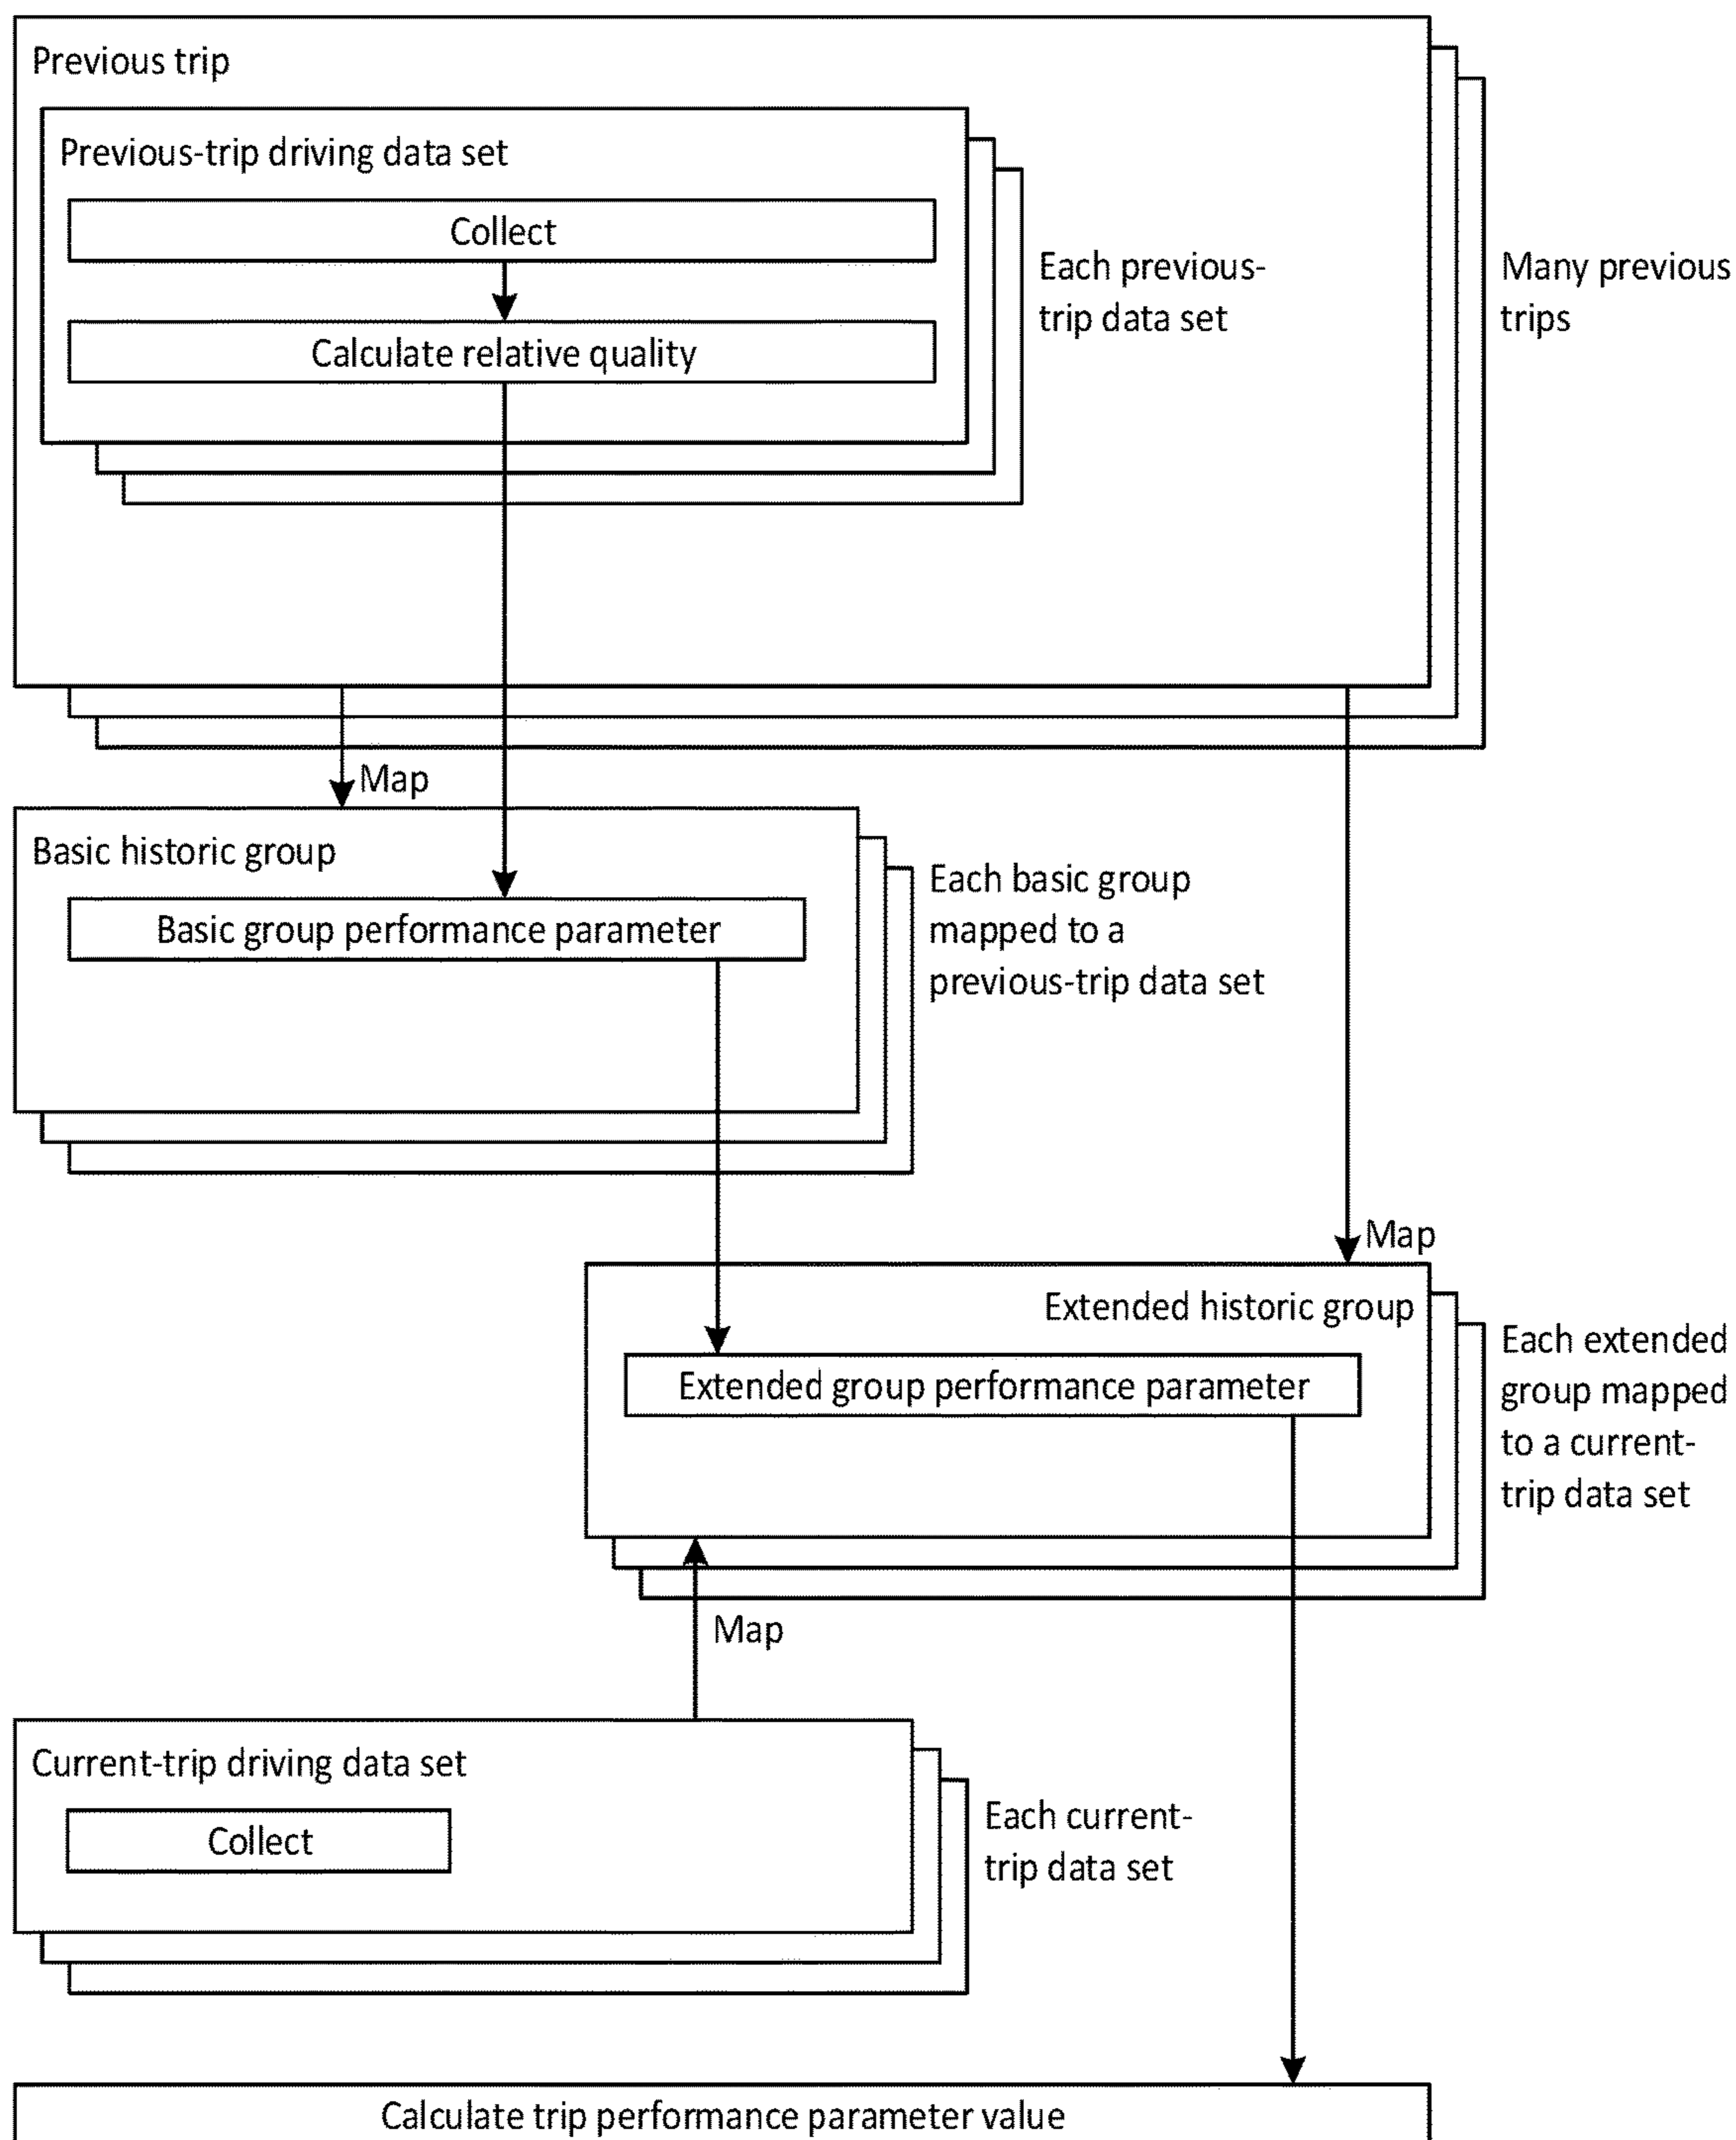 Previous trip
Previous-trip driving data set
Collect
Calculate relative quality
Each previous-
trip data set
Many previous
trips
Map
Basic historic group
Basic group performance parameter
Each basic group
mapped to a
previous-trip data set
Map
Extended historic group
Extended group performance parameter
Each extended
group mapped
to a current-
trip data set
Map
Current-trip driving data set
Collect
Each current-
trip data set
Calculate trip performance parameter value